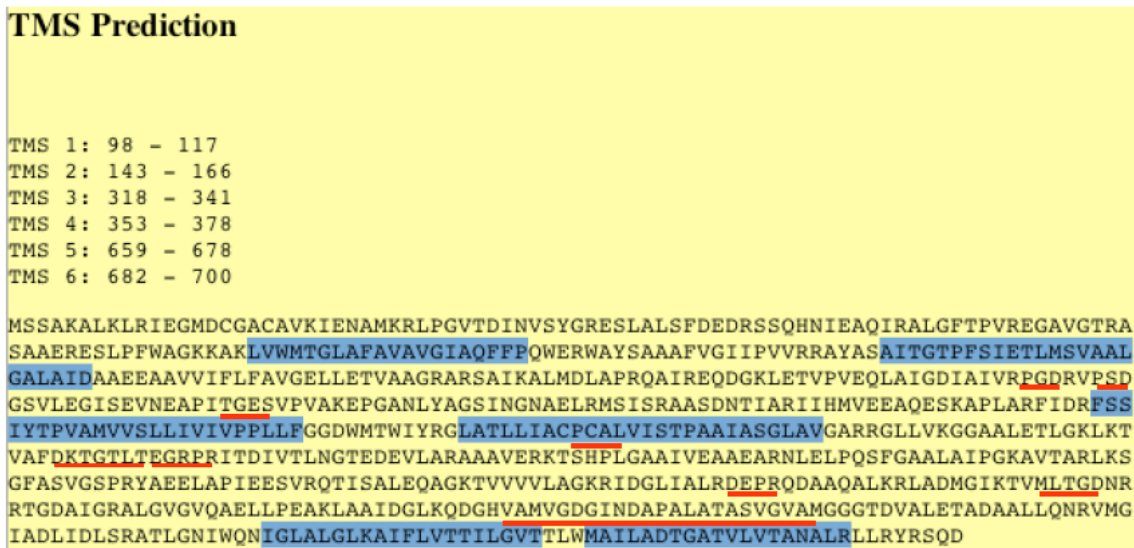 TMS Prediction
TMS 1: 98 - 117
TMS 2: 143 - 166
TMS 3: 318 - 341
TMS 4: 353 - 378
TMS 5: 659 - 678
TMS 6: 682 - 700
MSSAKALKLRIEGMDCGACAVKIENAMKRLPGVTDINVSYGRESLALSFDEDRSSQHNIEAQIRALGFTPVREGAVGTRA
SAAERESLPFWAGKKAKLVWMTGLAFAVAVGIAQFFPQWERWAYSAAAFVGIIPVVRRAYASAITGTPFSIETLMSVAAL
GALAIDAAEEAAVVIFLFAVGELLETVAAGRARSAIKALMDLAPRQAIREQDGKLETVPVEQLAIGDIAIVRPGDRVPSD
GSVLEGISEVNEAPITGESVPVAKEPGANLYAGSINGNAELRMSISRAASDNTIARIIHMVEEAQESKAPLARFIDRFSS
IYTPVAMVVSLLIVIVPPLLFGGDWMTWIYRGLATLLIACPCALVISTPAAIASGLAVGARRGLLVKGGAALETLGKLKT
VAFDKTGTLTEGRPRITDIVTLNGTEDEVLARAAAVERKTSHPLGAAIVEAAEARNLELPQSFGAALAIPGKAVTARLKS
GFASVGSPRYAEELAPIEESVRQTISALEQAGKTVVVVLAGKRIDGLIALRDEPRQDAAQALKRLADMGIKTVMLTGDNR
RTGDAIGRALGVGVQAELLPEAKLAAIDGLKQDGHVAMVGDGINDAPALATASVGVAMGGGTDVALETADAALLQNRVMG
IADLIDLSRATLGNIWQNIGLALGLKAIFLVTTILGVTTLWMAILADTGATVLVTANALRLLRYRSQD